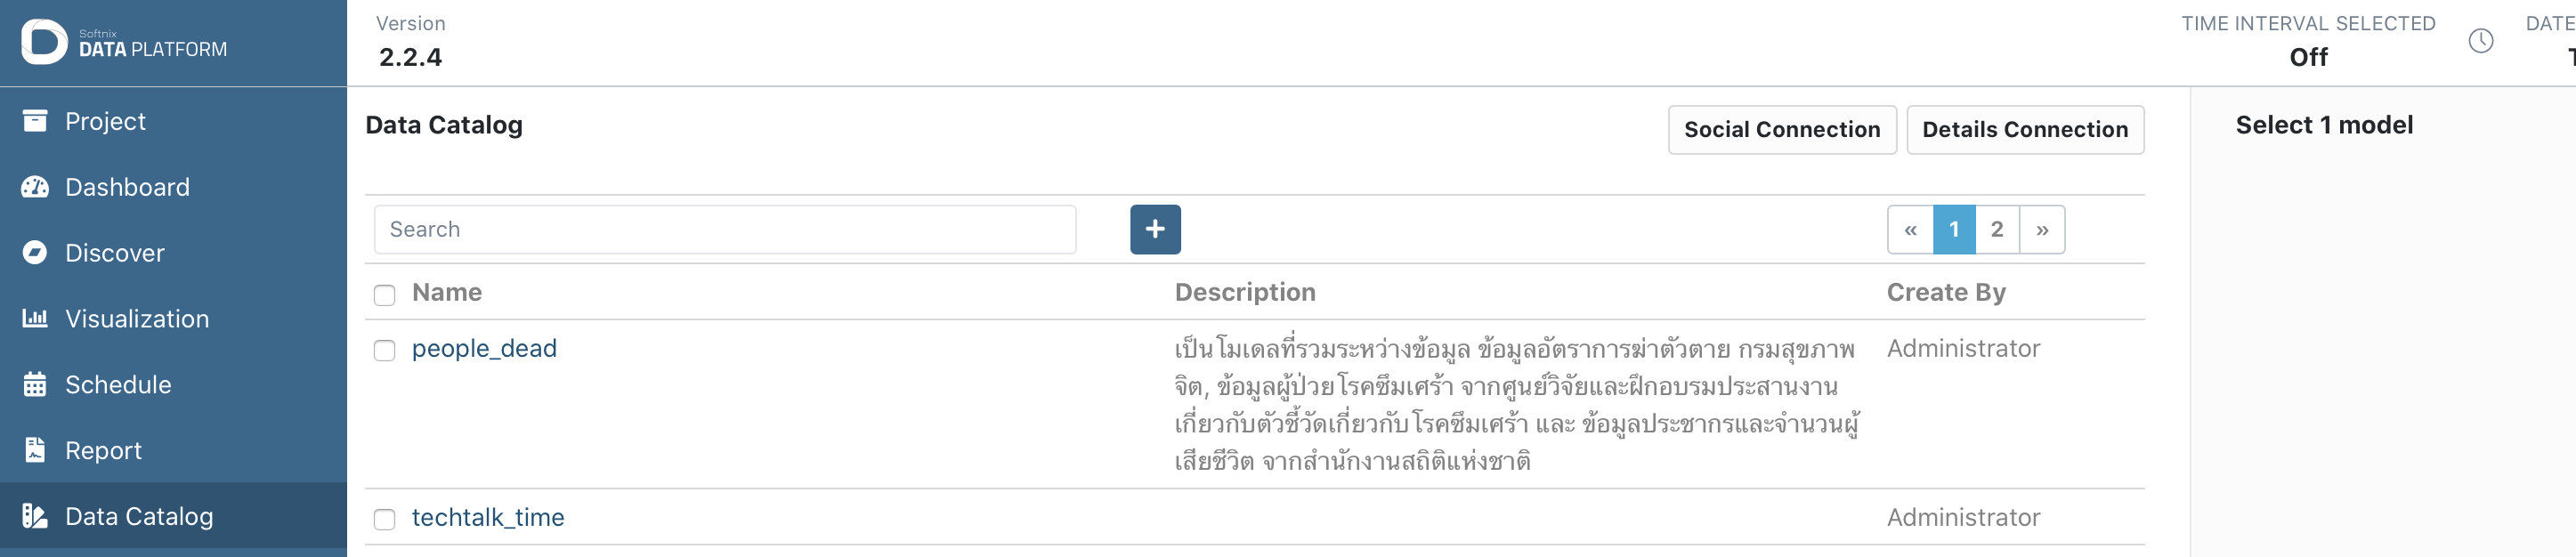 Softnix
DATA PLATFORM
Version
2.2.4
TIME INTERVAL SELECTED
Off
DATE
Project
Dashboard
Discover
Visualization
Schedule
Report
Data Catalog
Data Catalog
Social Connection
Details Connection
Select 1 model
Search
+
« 1 2 »
Name Description Create By
people_dead
เป็นโมเดลที่รวมระหว่างข้อมูล ข้อมูลอัตราการฆ่าตัวตาย กรมสุขภาพ
จิต, ข้อมูลผู้ป่วยโรคซึมเศร้า จากศูนย์วิจัยและฝึกอบรมประสานงาน
เกี่ยวกับตัวชี้วัดเกี่ยวกับโรคซึมเศร้า และ ข้อมูลประชากรและจำนวนผู้
เสียชีวิต จากสำนักงานสถิติแห่งชาติ
Administrator
techtalk_time
Administrator